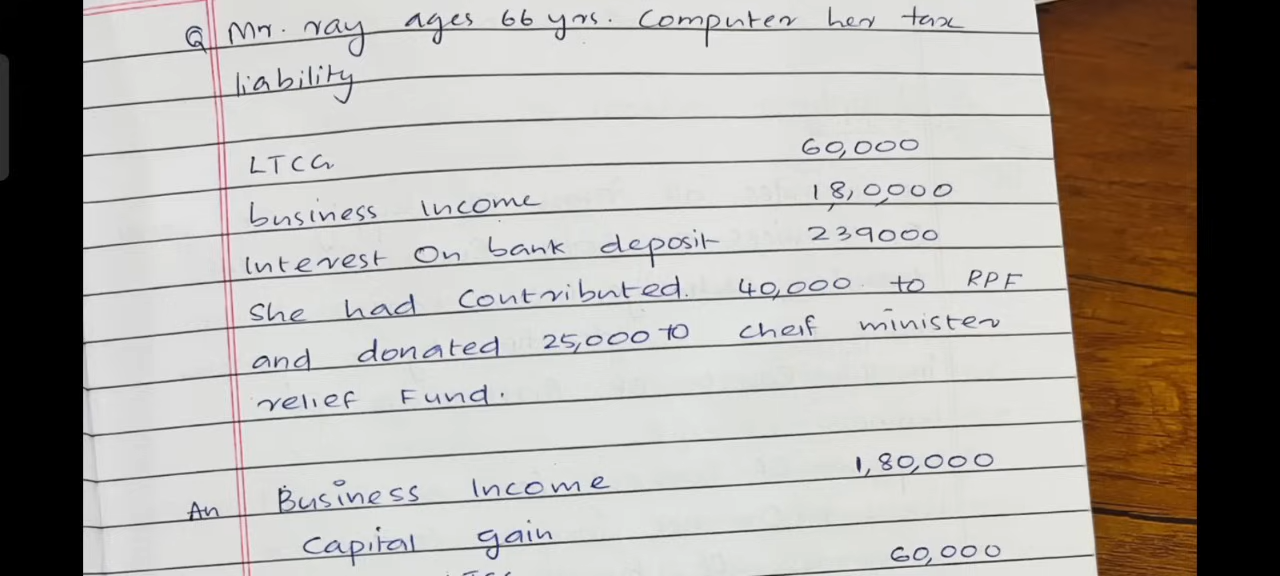 Q Mr. ray ages 66 yrs. Computer her tax
liability
LTCG 60,000
business Income 18,0,000
Interest On bank deposit 239000
She had Contributed. 40,000 to RPF
and donated 25,000 to cheif minister
relief Fund.
An Business Income 1,80,000
Capital gain
60,000